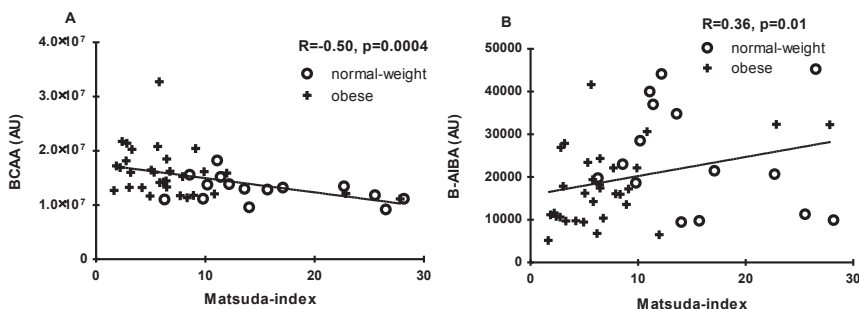 A
R=-0.50, p=0.0004
normal-weight
obese
BCAA (AU)
4.0×10⁷
3.0×10⁷
2.0×10⁷
1.0×10⁷
0
0
10
20
30
Matsuda-index
B
R=0.36, p=0.01
normal-weight
obese
B-AIBA (AU)
50000
40000
30000
20000
10000
0
0
10
20
30
Matsuda-index